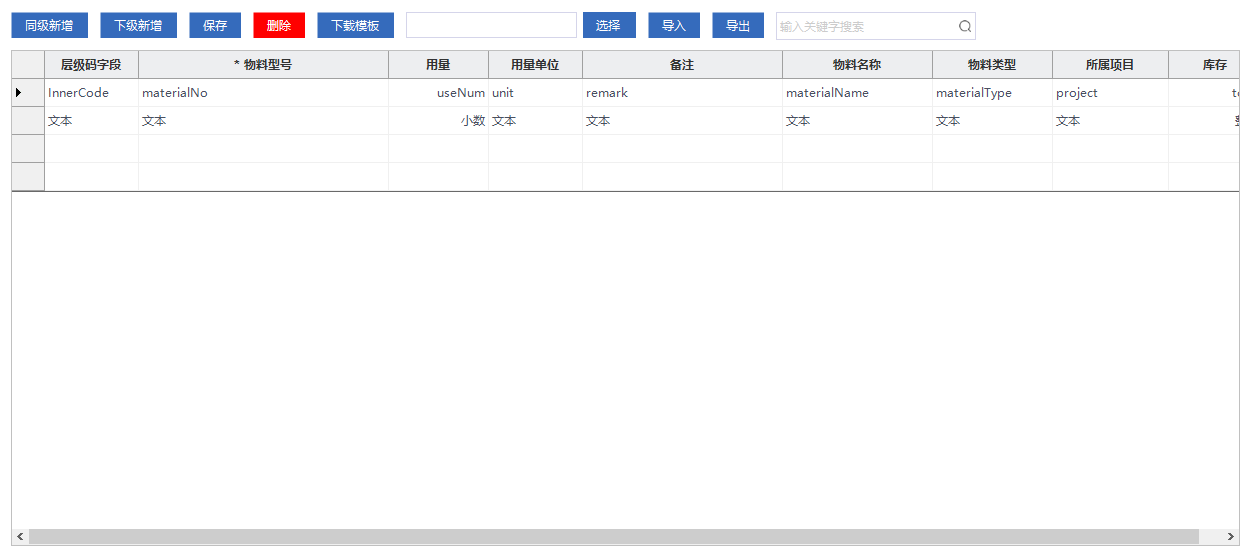 同级新增 下级新增 保存 删除 下载模板 选择 导入 导出 输入关键字搜索
层级码字段 * 物料型号 用量 用量单位 备注 物料名称 物料类型 所属项目 库存
InnerCode materialNo useNum unit remark materialName materialType project
文本 文本 小数 文本 文本 文本 文本 文本